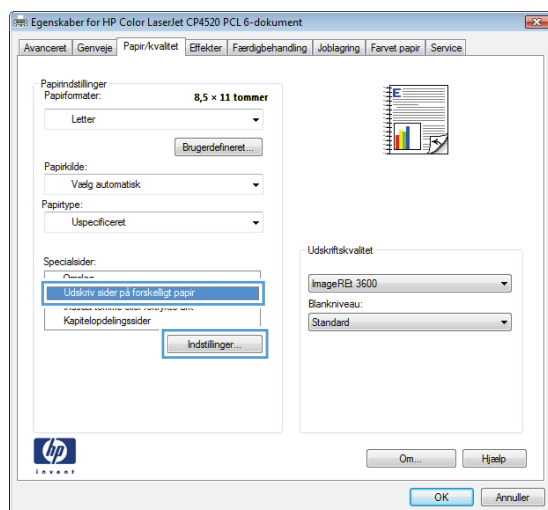 Egenskaber for HP Color LaserJet CP4520 PCL 6-dokument
Avanceret Genveje Papir/kvalitet Effekter Færdigbehandling Joblagring Farvet papir Service
Papirindstillinger
Papirformater: 8,5 × 11 tommer
Letter
Brugerdefineret...
Papirkilde:
Vælg automatisk
Papirtype:
Uspecificeret
Specialsider:
Omslag
Udskriv sider på forskelligt papir
Kapitelopdelingssider
Indstillinger...
E
Udskriftskvalitet
ImageREt 3600
Blankniveau:
Standard
hp
invent
Om... Hjælp
OK Annuller